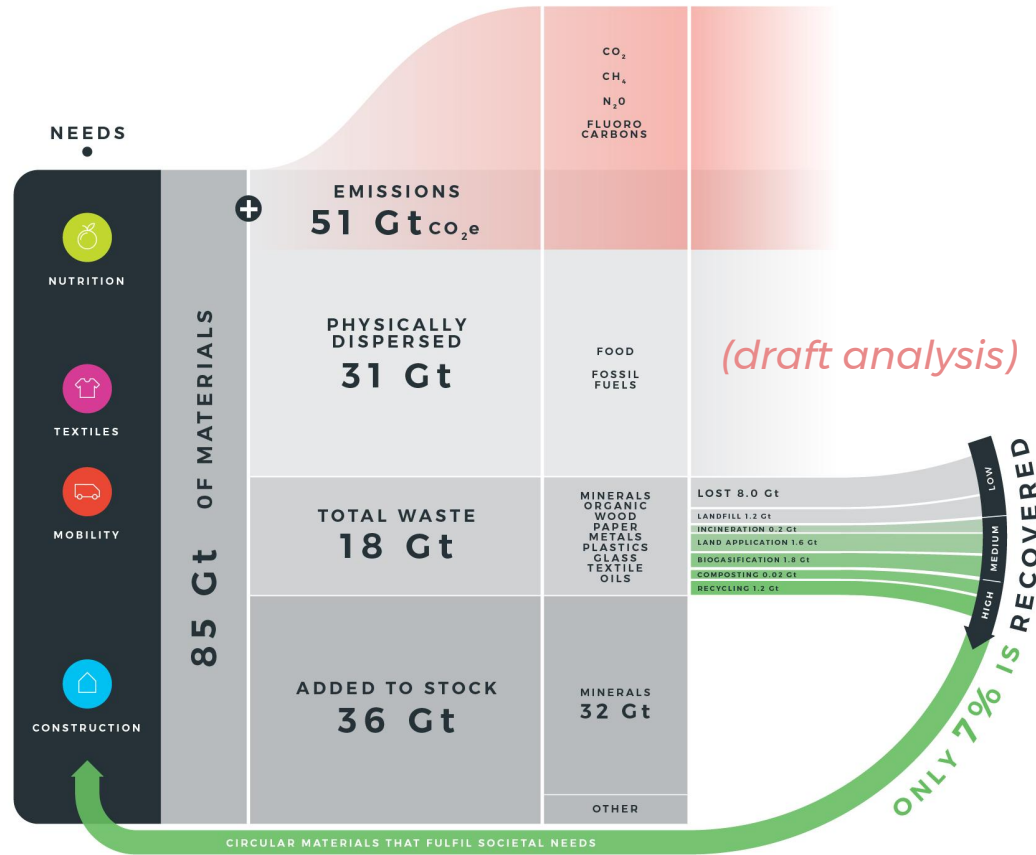 NEEDS
NUTRITION
TEXTILES
MOBILITY
CONSTRUCTION
85 Gt OF MATERIALS
+
EMISSIONS
51 Gt CO₂e
PHYSICALLY
DISPERSED
31 Gt
TOTAL WASTE
18 Gt
ADDED TO STOCK
36 Gt
CO₂
CH₄
N₂O
FLUORO
CARBONS
FOOD
FOSSIL
FUELS
MINERALS
ORGANIC
WOOD
PAPER
METALS
PLASTICS
GLASS
TEXTILE
OILS
MINERALS
32 Gt
OTHER
(draft analysis)
LOST 8.0 Gt
LANDFILL 1.2 Gt
INCINERATION 0.2 Gt
LAND APPLICATION 1.6 Gt
BIOGASIFICATION 1.8 Gt
COMPOSTING 0.02 Gt
RECYCLING 1.2 Gt
LOW
MEDIUM
HIGH
ONLY 7% IS RECOVERED
CIRCULAR MATERIALS THAT FULFIL SOCIETAL NEEDS